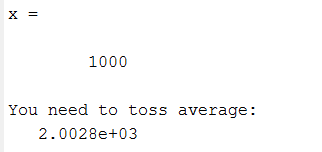 x =
1000
You need to toss average:
2.0028e+03